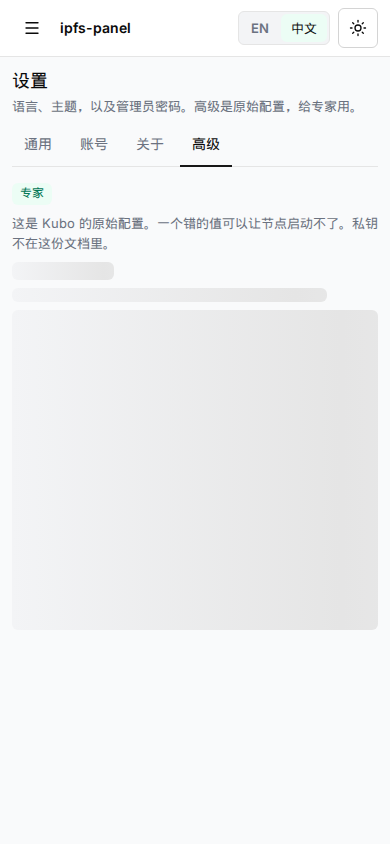 ipfs-panel
EN 中文
设置
语言、主题，以及管理员密码。高级是原始配置，给专家用。
通用 账号 关于 高级
专家
这是 Kubo 的原始配置。一个错的值可以让节点启动不了。私钥
不在这份文档里。